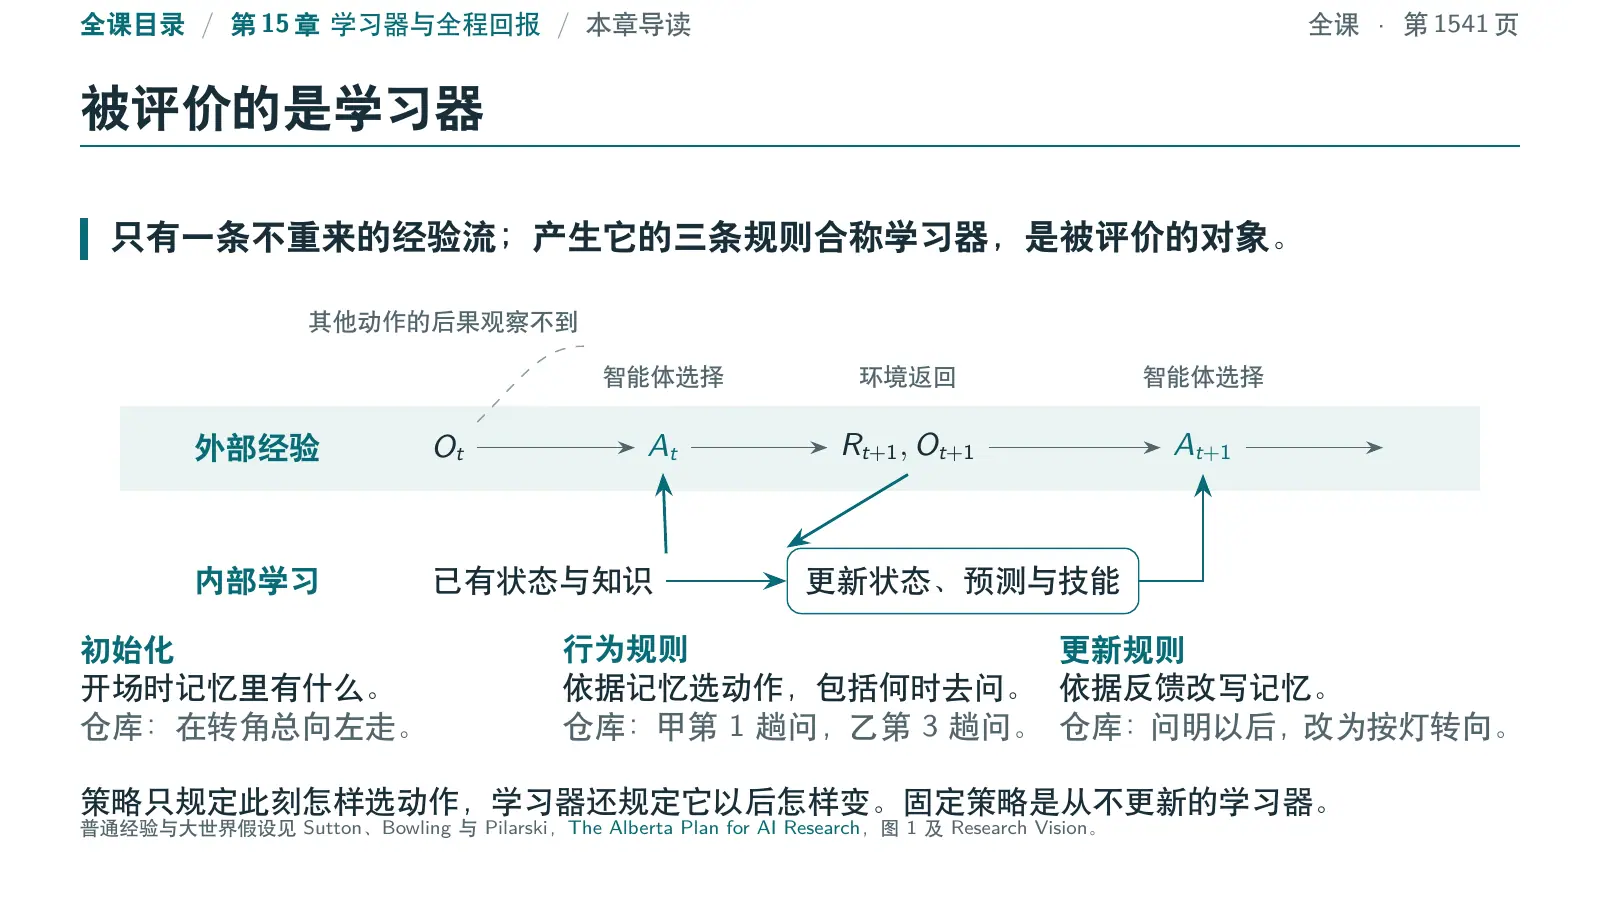 全课目录 / 第 15 章 学习器与全程回报 / 本章导读
全课 · 第 1541 页
被评价的是学习器
只有一条不重来的经验流；产生它的三条规则合称学习器，是被评价的对象。
其他动作的后果观察不到
智能体选择 环境返回 智能体选择
外部经验 O_t A_t R_{t+1}, O_{t+1} A_{t+1}
内部学习 已有状态与知识 更新状态、预测与技能
初始化
开场时记忆里有什么。
仓库：在转角总向左走。
行为规则
依据记忆选动作，包括何时去问。
仓库：甲第 1 趟问，乙第 3 趟问。
更新规则
依据反馈改写记忆。
仓库：问明以后，改为按灯转向。
策略只规定此刻怎样选动作，学习器还规定它以后怎样变。固定策略是从不更新的学习器。
普通经验与大世界假设见 Sutton、Bowling 与 Pilarski，The Alberta Plan for AI Research，图 1 及 Research Vision。